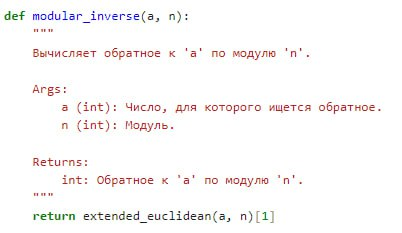 def modular_inverse(a, n):
"""
Вычисляет обратное к 'a' по модулю 'n'.
Args:
a (int): Число, для которого ищется обратное.
n (int): Модуль.
Returns:
int: Обратное к 'a' по модулю 'n'.
"""
return extended_euclidean(a, n)[1]